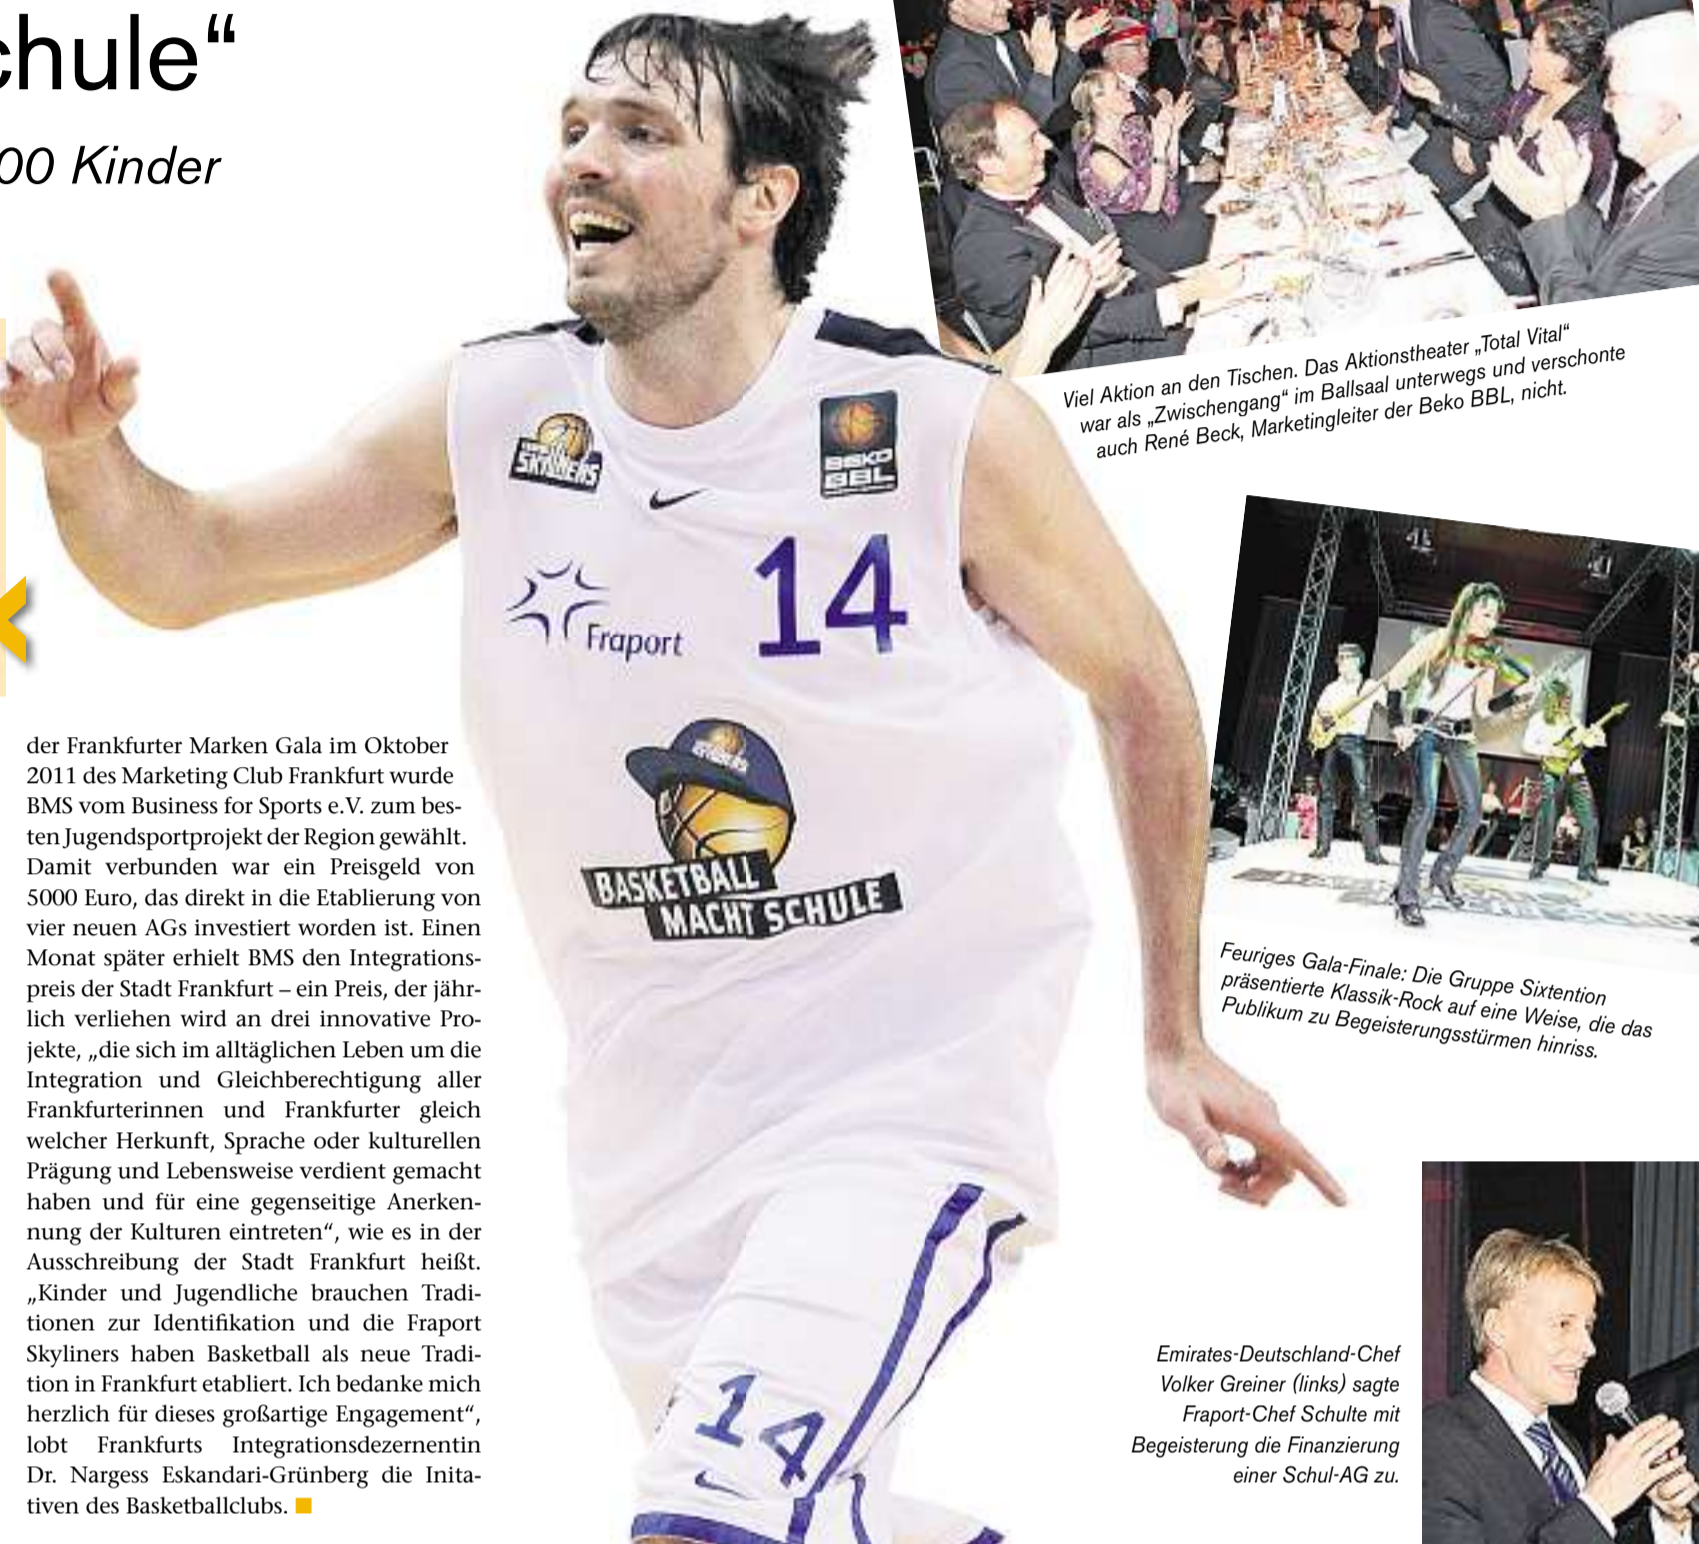 chule“
00 Kinder
der Frankfurter Marken Gala im Oktober
2011 des Marketing Club Frankfurt wurde
BMS vom Business for Sports e.V. zum bes-
ten Jugendsportprojekt der Region gewählt.
Damit verbunden war ein Preisgeld von
5000 Euro, das direkt in die Etablierung von
vier neuen AGs investiert worden ist. Einen
Monat später erhielt BMS den Integrations-
preis der Stadt Frankfurt – ein Preis, der jähr-
lich verliehen wird an drei innovative Pro-
jekte, „die sich im alltäglichen Leben um die
Integration und Gleichberechtigung aller
Frankfurterinnen und Frankfurter gleich
welcher Herkunft, Sprache oder kulturellen
Prägung und Lebensweise verdient gemacht
haben und für eine gegenseitige Anerken-
nung der Kulturen eintreten“, wie es in der
Ausschreibung der Stadt Frankfurt heißt.
„Kinder und Jugendliche brauchen Tradi-
tionen zur Identifikation und die Fraport
Skyliners haben Basketball als neue Tradi-
tion in Frankfurt etabliert. Ich bedanke mich
herzlich für dieses großartige Engagement“,
lobt Frankfurts Integrationsdezernentin
Dr. Nargess Eskandari-Grünberg die Inita-
tiven des Basketballclubs.
SKYLINERS
BEKO
BBL
14
Fraport
BASKETBALL
MACHT SCHULE
14
Viel Aktion an den Tischen. Das Aktionstheater „Total Vital“
war als „Zwischengang“ im Ballsaal unterwegs und verschonte
auch René Beck, Marketingleiter der Beko BBL, nicht.
Feuriges Gala-Finale: Die Gruppe Sixtention
präsentierte Klassik-Rock auf eine Weise, die das
Publikum zu Begeisterungsstürmen hinriss.
Emirates-Deutschland-Chef
Volker Greiner (links) sagte
Fraport-Chef Schulte mit
Begeisterung die Finanzierung
einer Schul-AG zu.